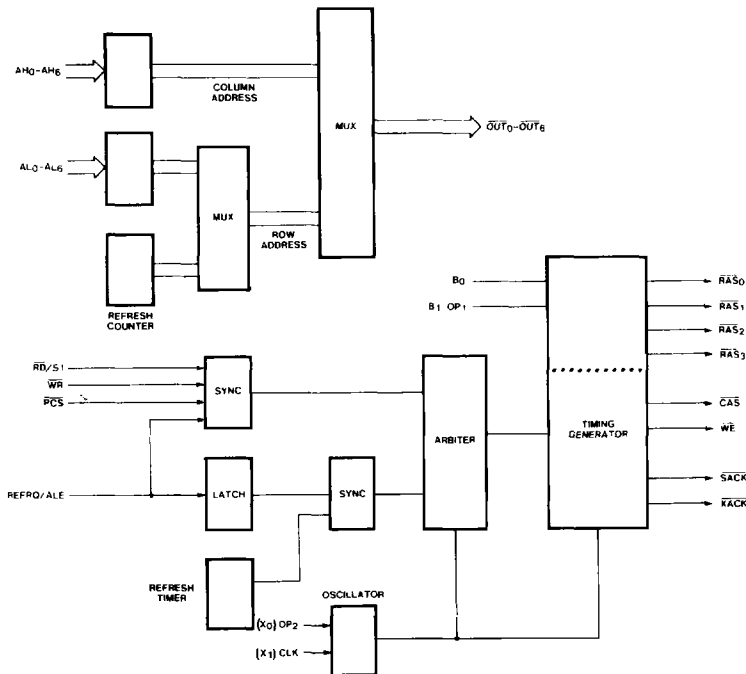 AH0-AH6
COLUMN
ADDRESS
MUX
OUT0-OUT6
AL0-AL6
MUX
ROW
ADDRESS
REFRESH
COUNTER
B0
B1 OP1
RAS0
RAS1
RAS2
RAS3
RD/S1
WR
PCS
SYNC
ARBITER
TIMING
GENERATOR
CAS
WE
SACK
XACK
REFRQ/ALE
LATCH
SYNC
REFRESH
TIMER
OSCILLATOR
(X0) OP2
(X1) CLK